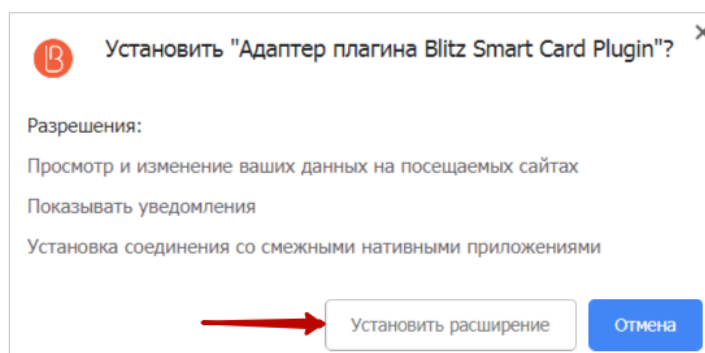 Установить "Адаптер плагина Blitz Smart Card Plugin"?
Разрешения:
Просмотр и изменение ваших данных на посещаемых сайтах
Показывать уведомления
Установка соединения со смежными нативными приложениями
Установить расширение
Отмена